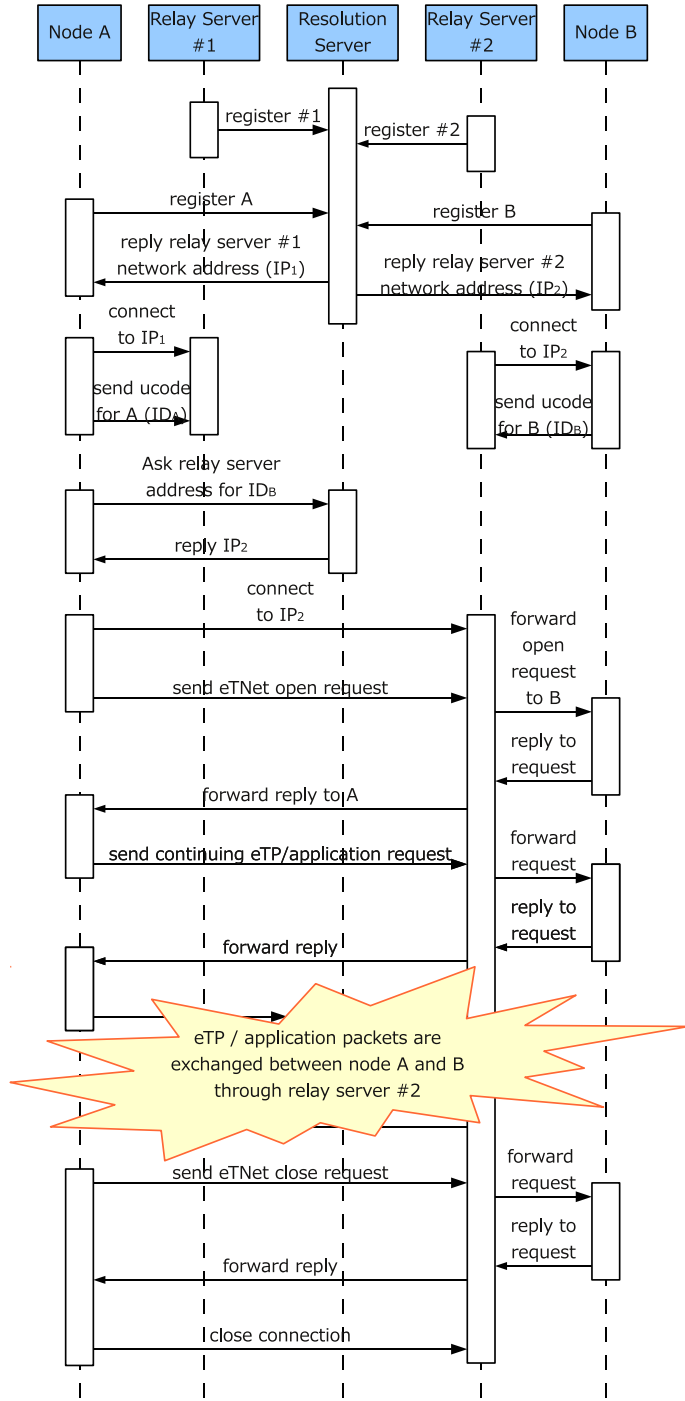 Node A
Relay Server
#1
Resolution
Server
Relay Server
#2
Node B
register #1
register #2
register A
register B
reply relay server #1
network address (IP₁)
reply relay server #2
network address (IP₂)
connect
to IP₁
connect
to IP₂
send ucode
for A (IDA)
send ucode
for B (IDB)
Ask relay server
address for IDB
reply IP₂
connect
to IP₂
forward
open
request
to B
send eTNet open request
reply to
request
forward reply to A
forward
request
send continuing eTP/application request
reply to
request
forward reply
eTP / application packets are
exchanged between node A and B
through relay server #2
forward
request
send eTNet close request
reply to
request
forward reply
close connection